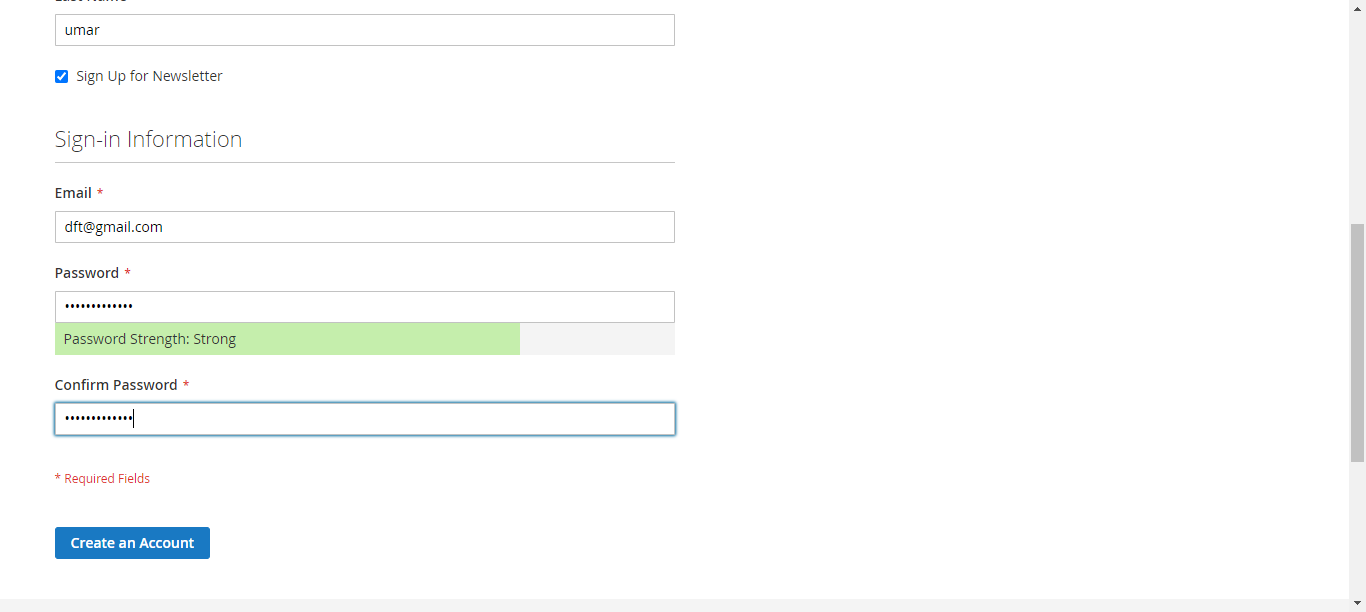 umar
Sign Up for Newsletter
Sign-in Information
Email *
dft@gmail.com
Password *
•••••••••••••
Password Strength: Strong
Confirm Password *
•••••••••••••
* Required Fields
Create an Account